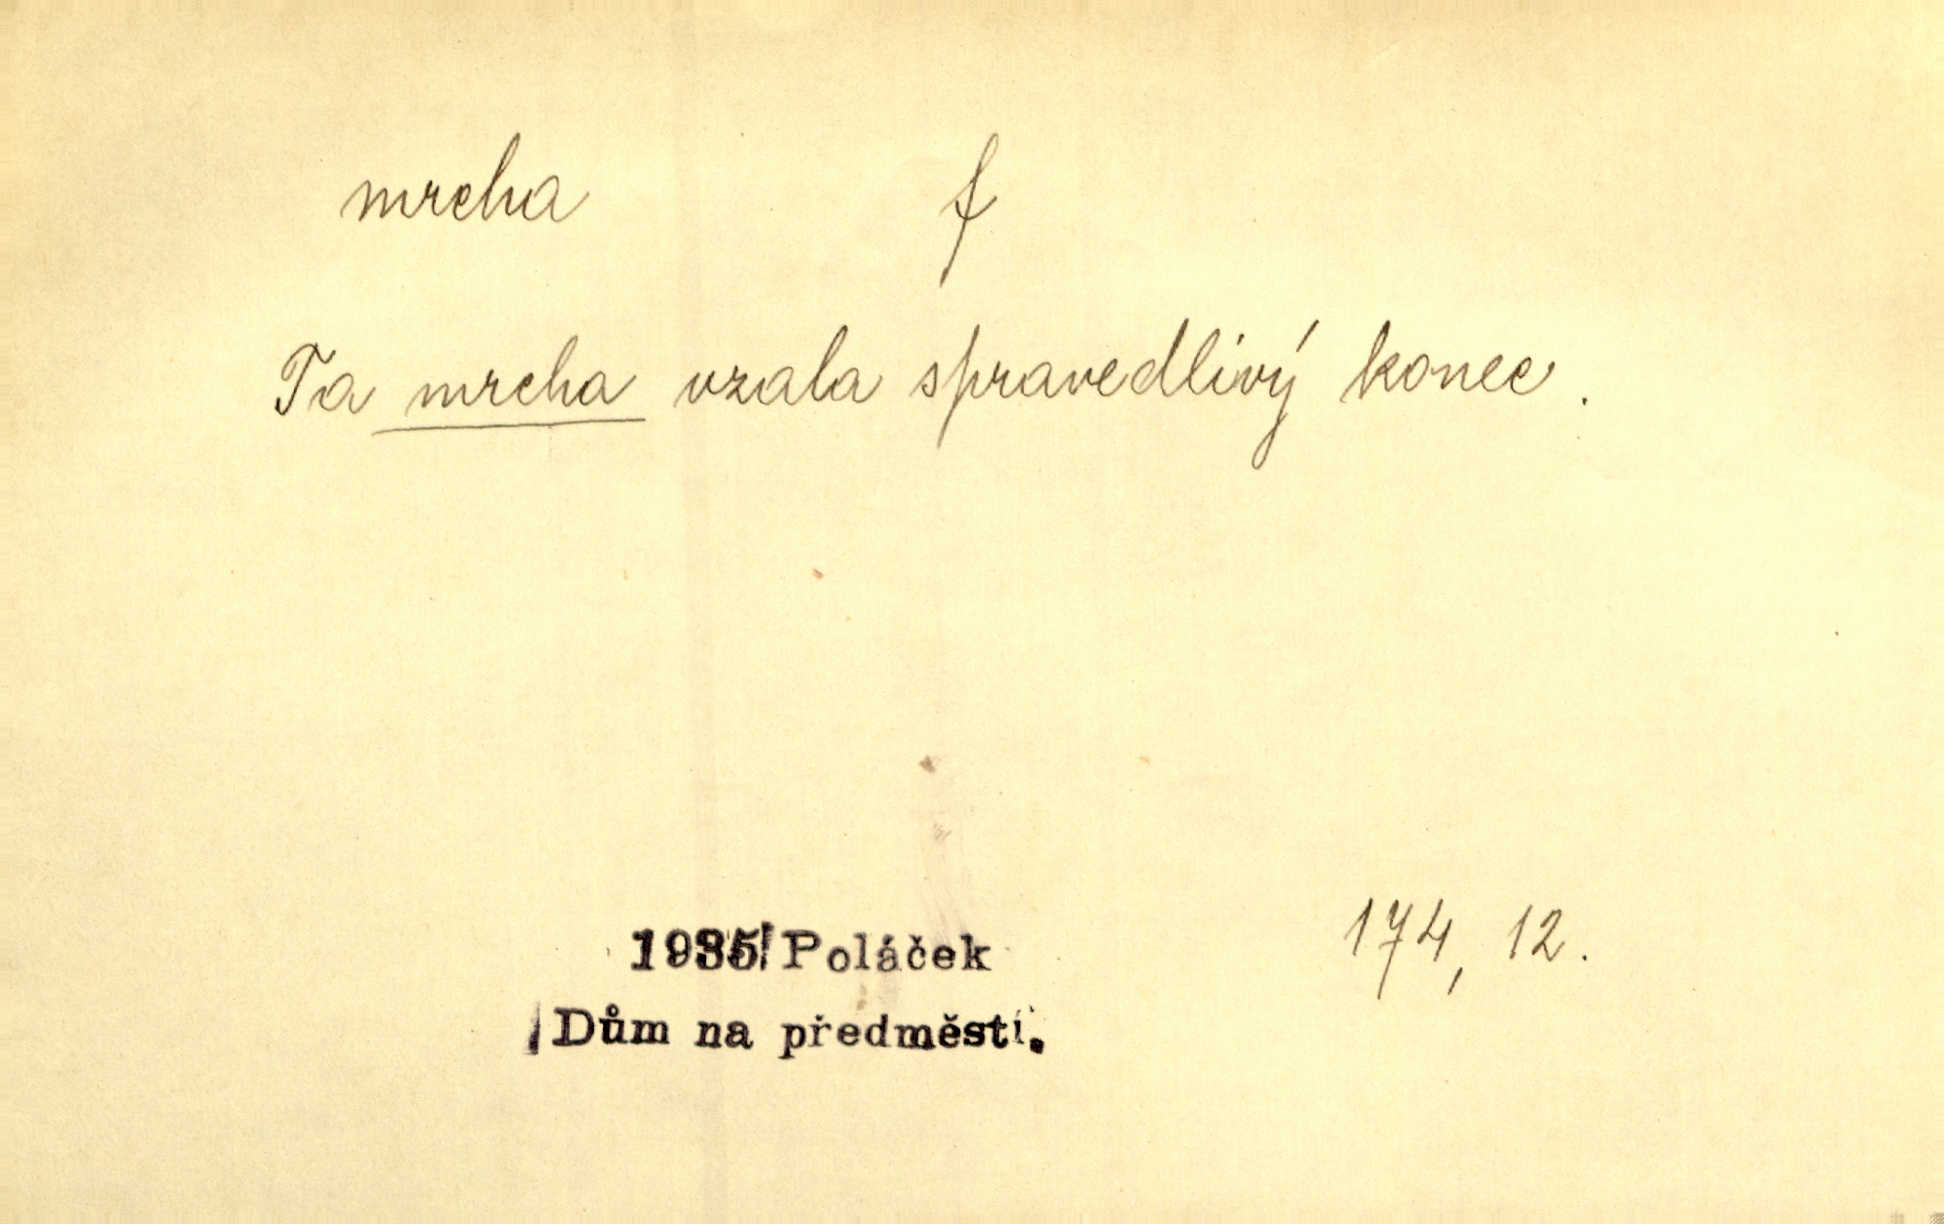 mrcha f
Ta mrcha vzala spravedlivý konec.
174, 12.
1935 Poláček
Dům na předměstí.